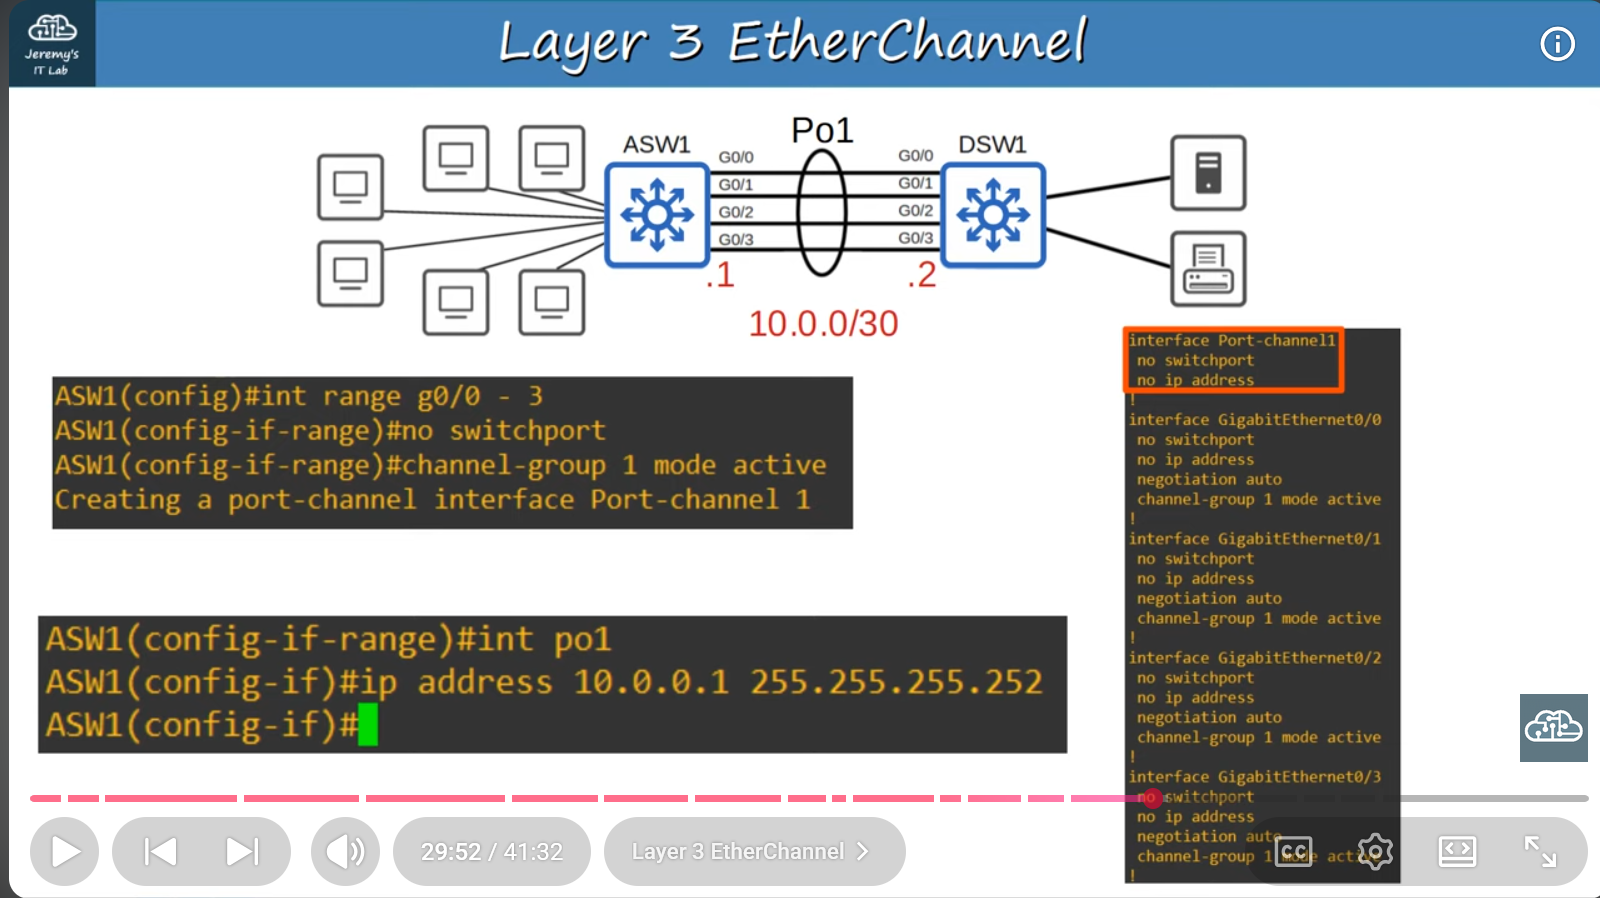 Jeremy's
IT Lab
Layer 3 EtherChannel
Po1
ASW1
DSW1
G0/0
G0/0
G0/1
G0/1
G0/2
G0/2
G0/3
G0/3
.1
.2
10.0.0/30
ASW1(config)#int range g0/0 - 3
ASW1(config-if-range)#no switchport
ASW1(config-if-range)#channel-group 1 mode active
Creating a port-channel interface Port-channel 1
ASW1(config-if-range)#int po1
ASW1(config-if)#ip address 10.0.0.1 255.255.255.252
ASW1(config-if)#
interface Port-channel1
no switchport
no ip address
!
interface GigabitEthernet0/0
no switchport
no ip address
negotiation auto
channel-group 1 mode active
!
interface GigabitEthernet0/1
no switchport
no ip address
negotiation auto
channel-group 1 mode active
!
interface GigabitEthernet0/2
no switchport
no ip address
negotiation auto
channel-group 1 mode active
!
interface GigabitEthernet0/3
no switchport
no ip address
negotiation auto
channel-group 1 mode active
!
29:52 / 41:32
Layer 3 EtherChannel
CC